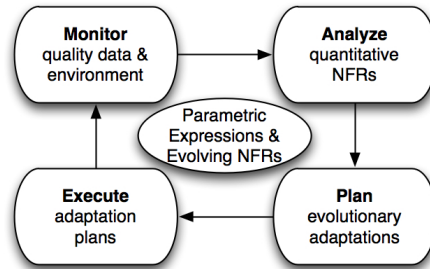 Monitor
quality data &
environment
Analyze
quantitative
NFRs
Parametric
Expressions &
Evolving NFRs
Execute
adaptation
plans
Plan
evolutionary
adaptations